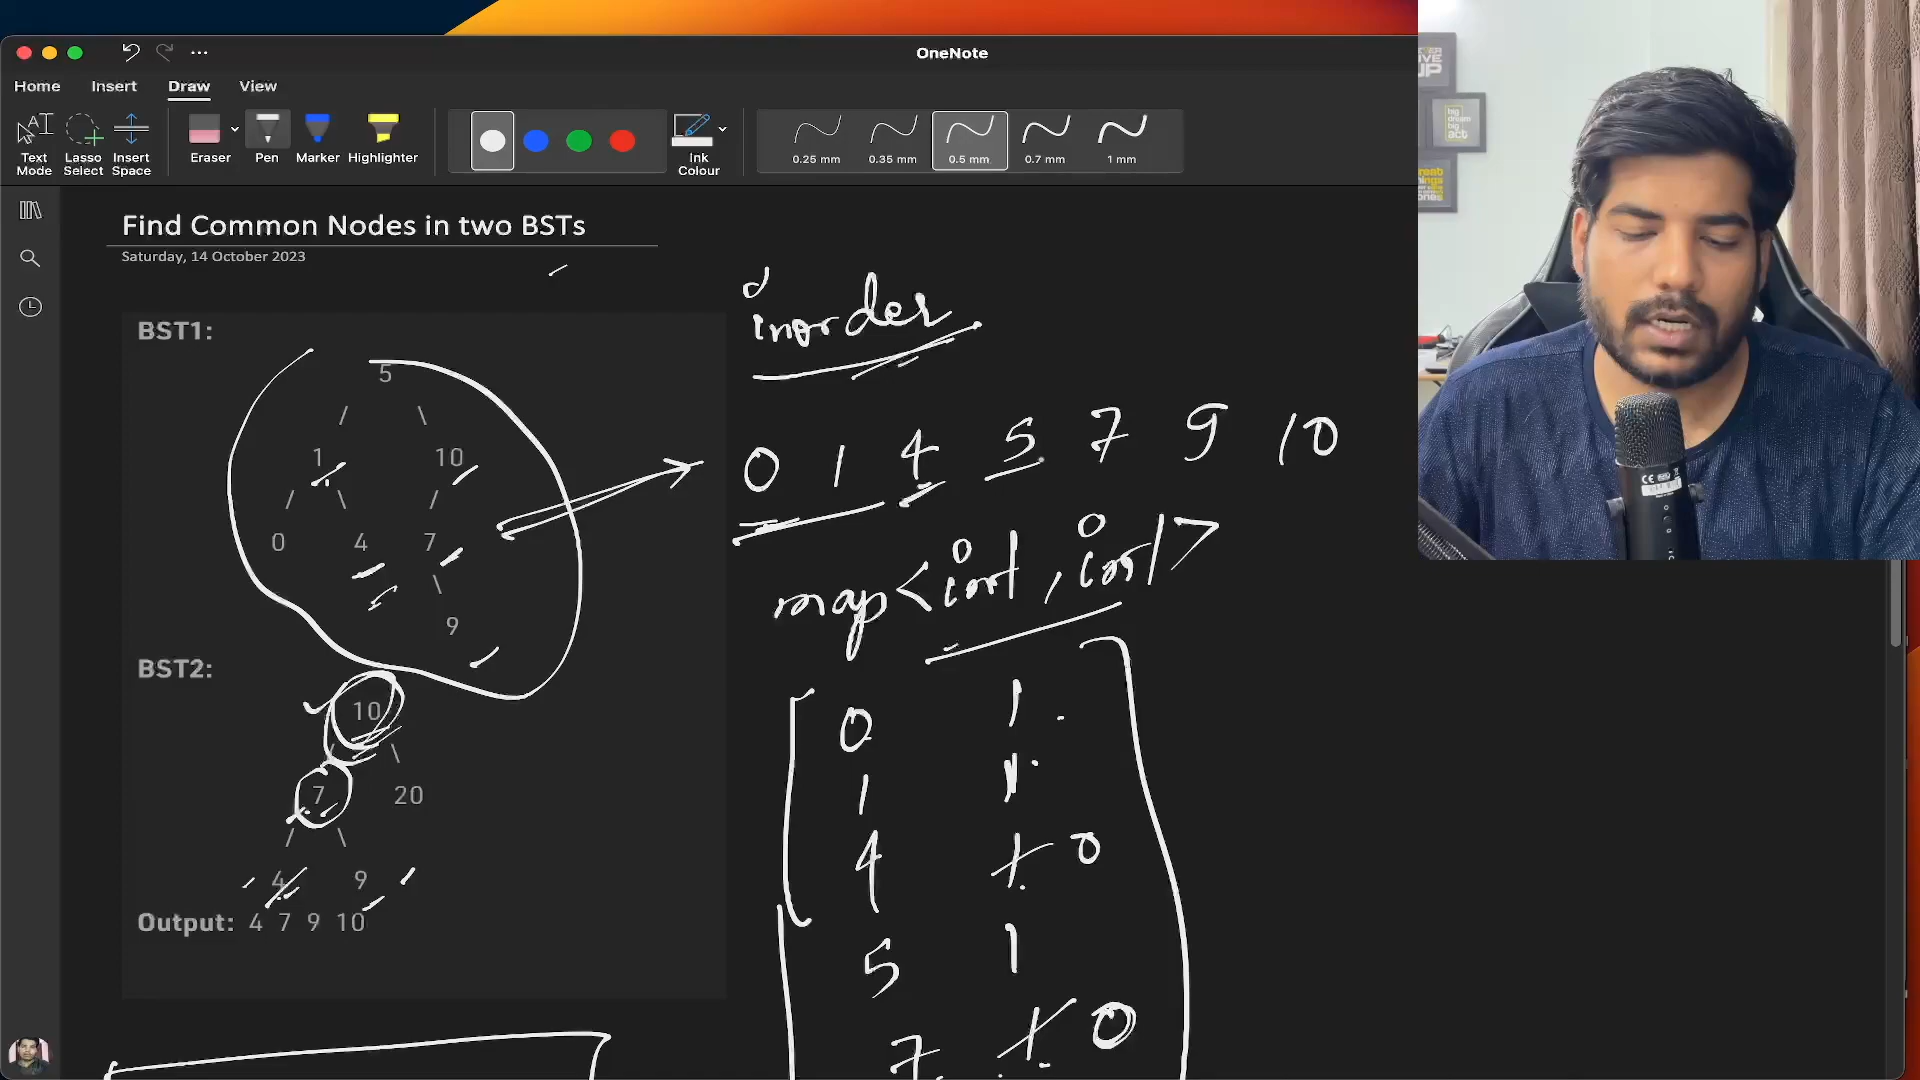 OneNote
Home Insert Draw View
Text Mode
Lasso Select
Insert Space
Eraser
Pen
Marker
Highlighter
Ink Colour
0.25 mm
0.35 mm
0.5 mm
0.7 mm
1 mm
Find Common Nodes in two BSTs
Saturday, 14 October 2023
inorder
BST1:
5
/ \
1 10
/ \ /
0 4 7
\
9
0 1 4 5 7 9 10
map<int, int>
BST2:
10
/ \
7 20
/ \
4 9
Output: 4 7 9 10
0 1
1 1
4 1 0
5 1
7 1 0
big dream big act